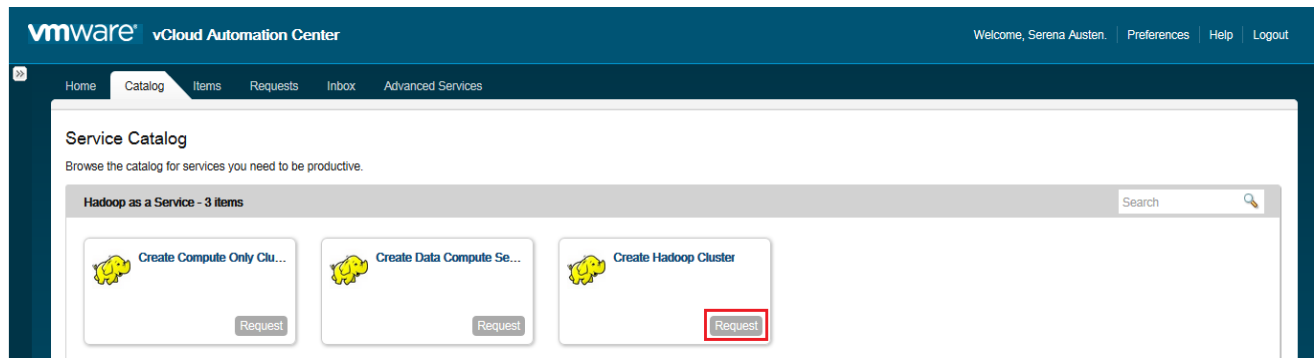 vmware® vCloud Automation Center
Welcome, Serena Austen. Preferences Help Logout
Home Catalog Items Requests Inbox Advanced Services
Service Catalog
Browse the catalog for services you need to be productive.
Hadoop as a Service - 3 items
Search
Create Compute Only Clu...
Create Data Compute Se...
Create Hadoop Cluster
Request
Request
Request